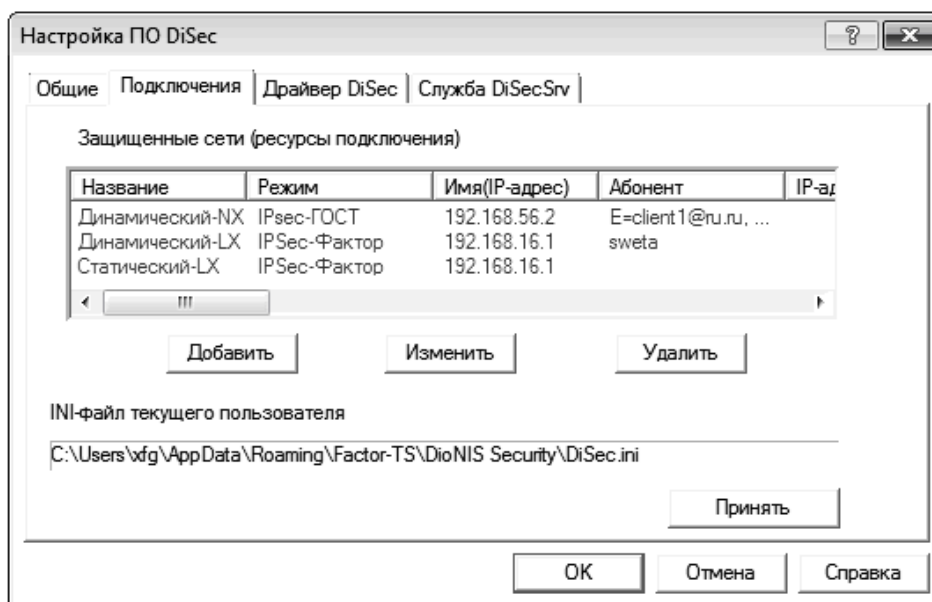 Настройка ПО DiSec
Общие Подключения Драйвер DiSec Служба DiSecSrv
Защищенные сети (ресурсы подключения)
Название Режим Имя(IP-адрес) Абонент IP-ад
Динамический-NX IPsec-ГОСТ 192.168.56.2 E=client1@ru.ru, ...
Динамический-LX IPSec-Фактор 192.168.16.1 sweta
Статический-LX IPSec-Фактор 192.168.16.1
Добавить Изменить Удалить
INI-файл текущего пользователя
C:\Users\xfg\AppData\Roaming\Factor-TS\DioNIS Security\DiSec.ini
Принять
OK Отмена Справка